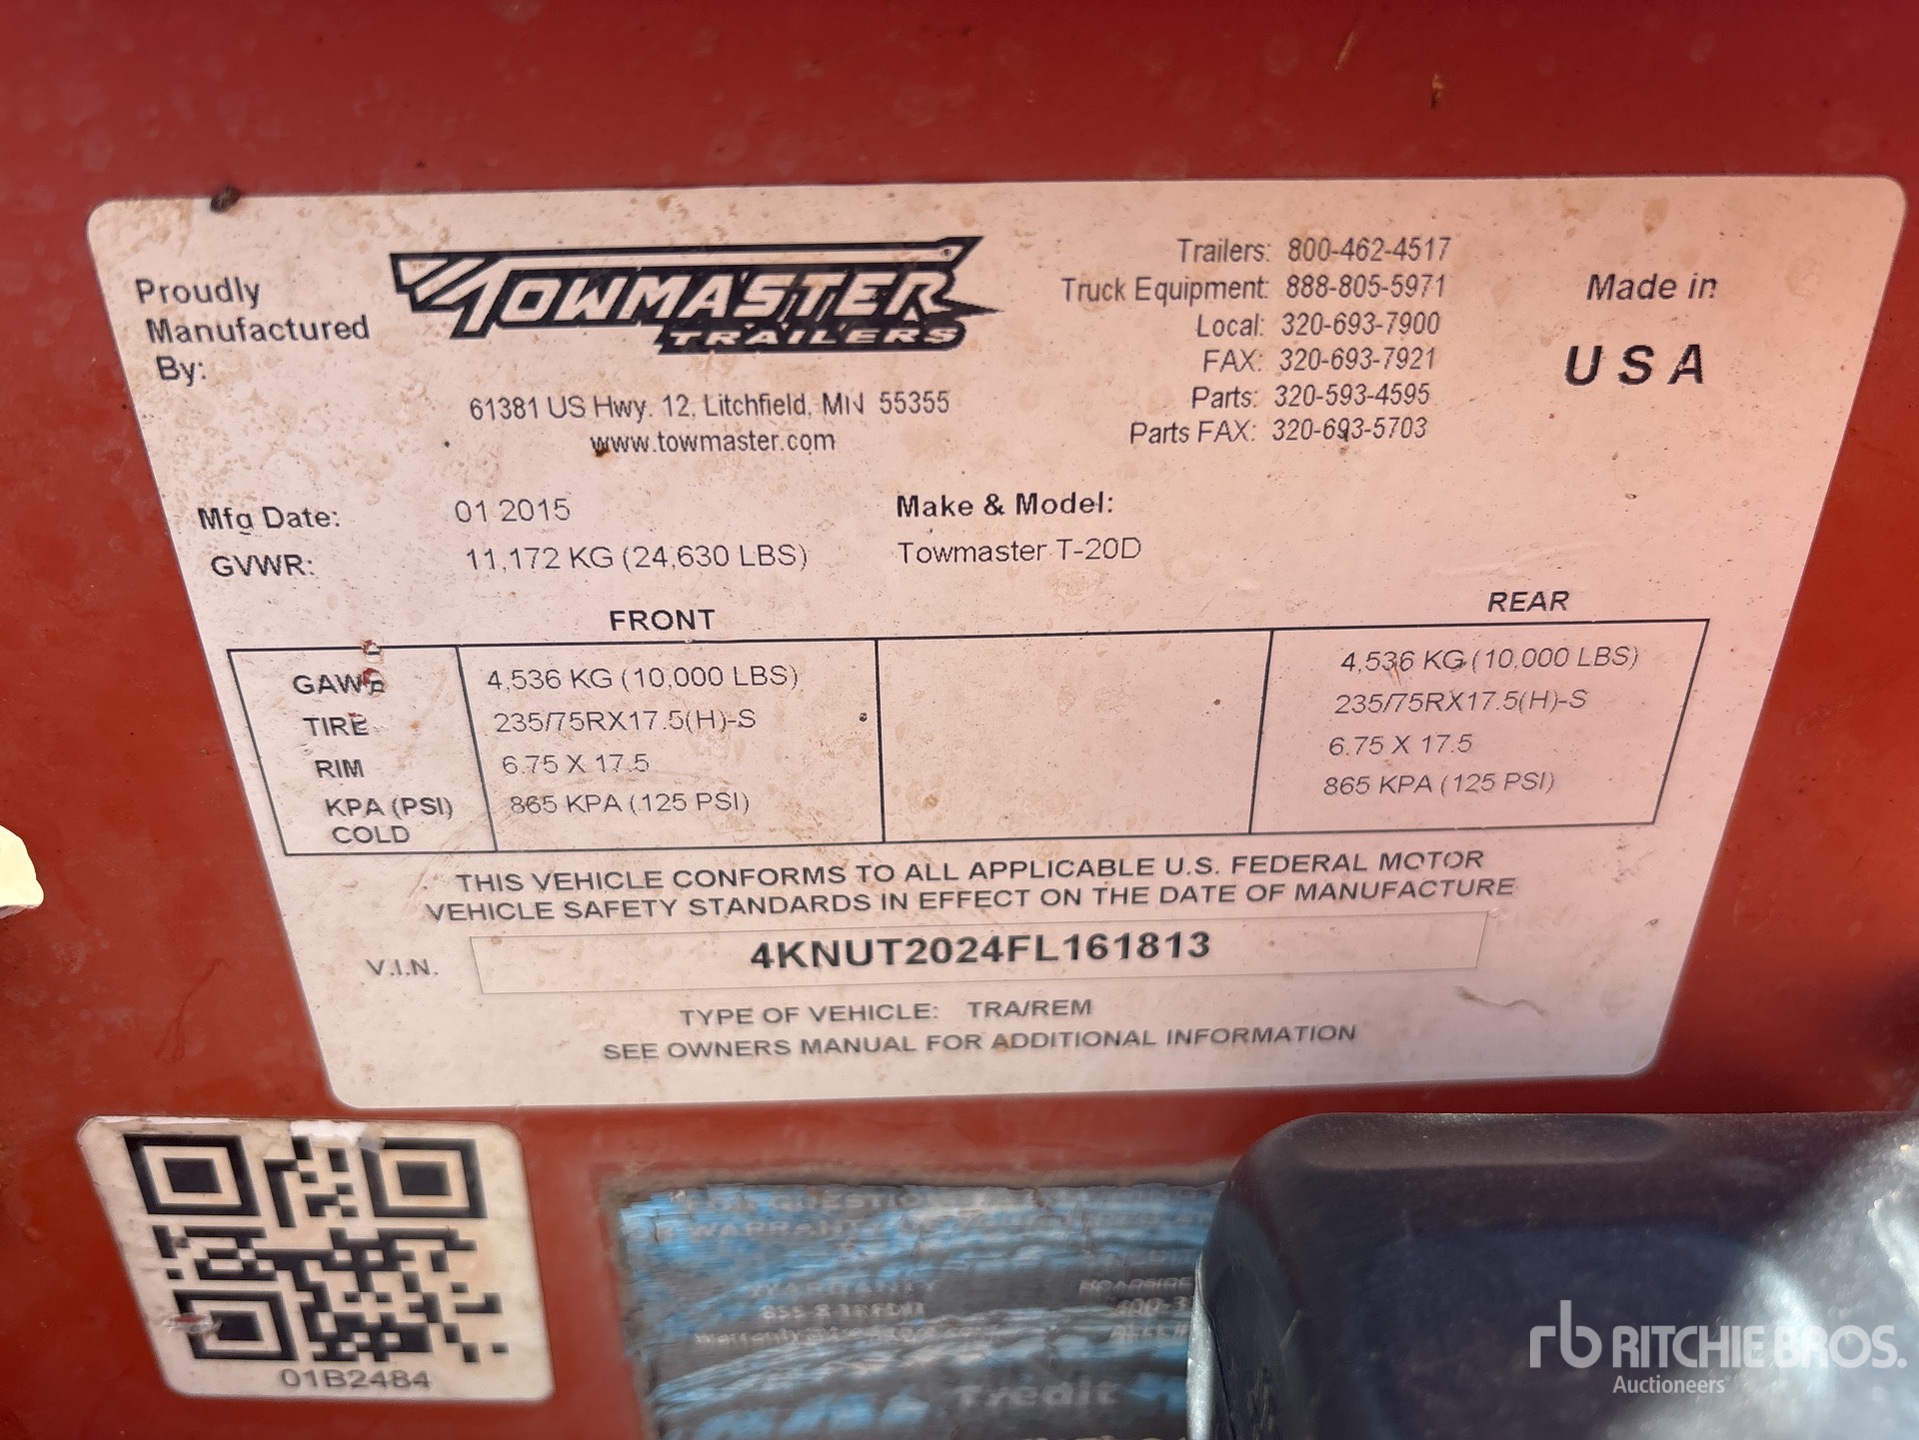 Proudly
Manufactured
By:
TOWMASTER
TRAILERS
61381 US Hwy. 12, Litchfield, MN 55355
www.towmaster.com
Trailers: 800-462-4517
Truck Equipment: 888-805-5971
Local: 320-693-7900
FAX: 320-693-7921
Parts: 320-593-4595
Parts FAX: 320-693-5703
Made in
USA
Mfg Date: 01 2015
GVWR: 11,172 KG (24,630 LBS)
Make & Model:
Towmaster T-20D
FRONT REAR
GAWR 4,536 KG (10,000 LBS) 4,536 KG (10,000 LBS)
TIRE 235/75RX17.5(H)-S 235/75RX17.5(H)-S
RIM 6.75 X 17.5 6.75 X 17.5
KPA (PSI) COLD 865 KPA (125 PSI) 865 KPA (125 PSI)
THIS VEHICLE CONFORMS TO ALL APPLICABLE U.S. FEDERAL MOTOR
VEHICLE SAFETY STANDARDS IN EFFECT ON THE DATE OF MANUFACTURE
V.I.N. 4KNUT2024FL161813
TYPE OF VEHICLE: TRA/REM
SEE OWNERS MANUAL FOR ADDITIONAL INFORMATION
01B2484
WARRANTY
rb RITCHIE BROS.
Auctioneers